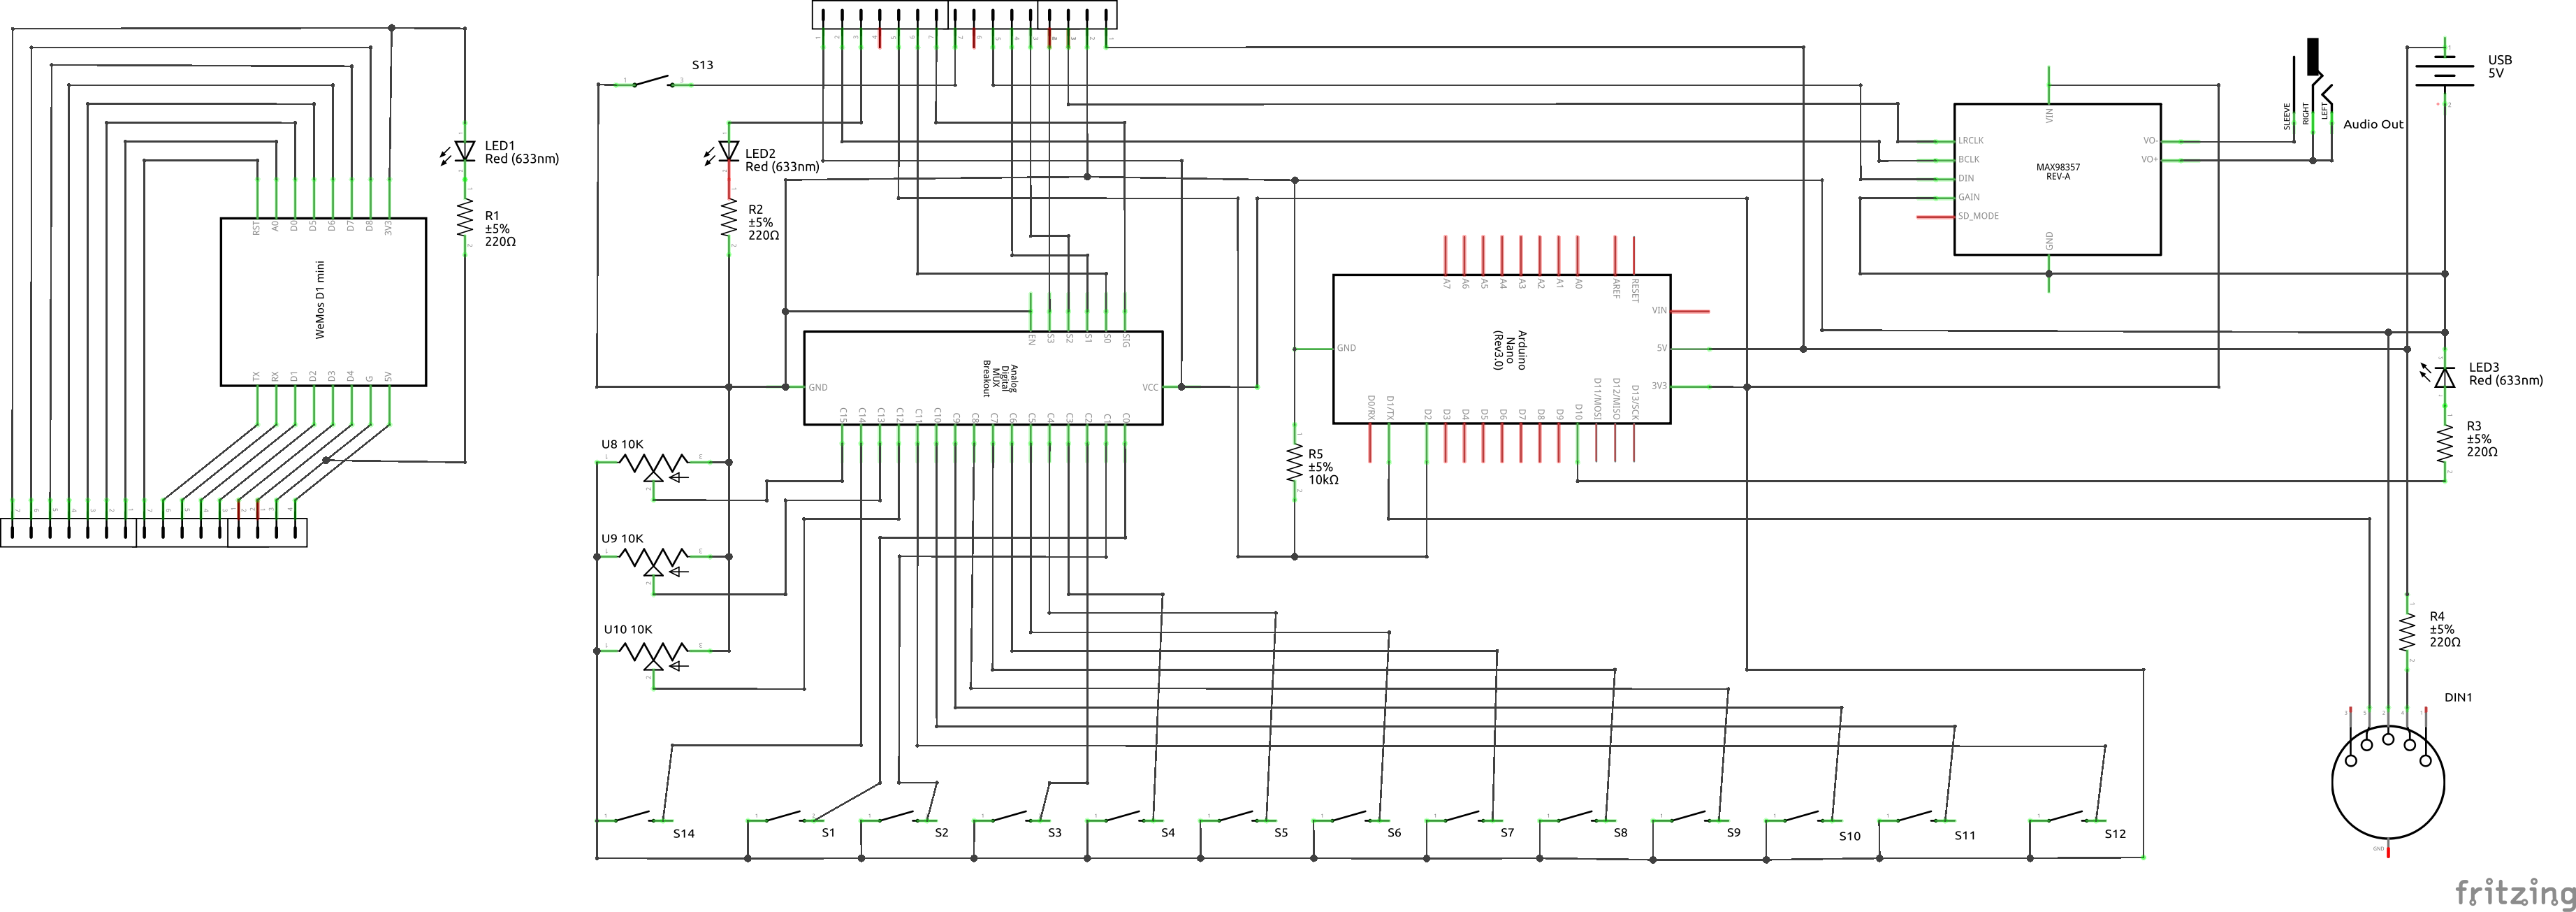 S13
LED1
Red (633nm)
R1
±5%
220Ω
WeMos D1 mini
RST
A0
D0
D5
D6
D7
D8
3V3
TX
RX
D1
D2
D3
D4
G
5V
LED2
Red (633nm)
R2
±5%
220Ω
EN
S3
S2
S1
S0
SIG
GND
Analog
Digital
MUX
Breakout
VCC
C15
C14
C13
C12
C11
C10
C9
C8
C7
C6
C5
C4
C3
C2
C1
C0
U8 10K
U9 10K
U10 10K
R5
±5%
10kΩ
A7
A6
A5
A4
A3
A2
A1
A0
AREF
RESET
VIN
GND
Arduino
Nano
(Rev3.0)
5V
3V3
D0/RX
D1/TX
D2
D3
D4
D5
D6
D7
D8
D9
D10
D11/MOSI
D12/MISO
D13/SCK
VIN
LRCLK
BCLK
DIN
GAIN
SD_MODE
MAX98357
REV-A
VO-
VO+
GND
SLEEVE
RIGHT
LEFT
Audio Out
USB
5V
LED3
Red (633nm)
R3
±5%
220Ω
R4
±5%
220Ω
DIN1
GND
S14
S1
S2
S3
S4
S5
S6
S7
S8
S9
S10
S11
S12
fritzing